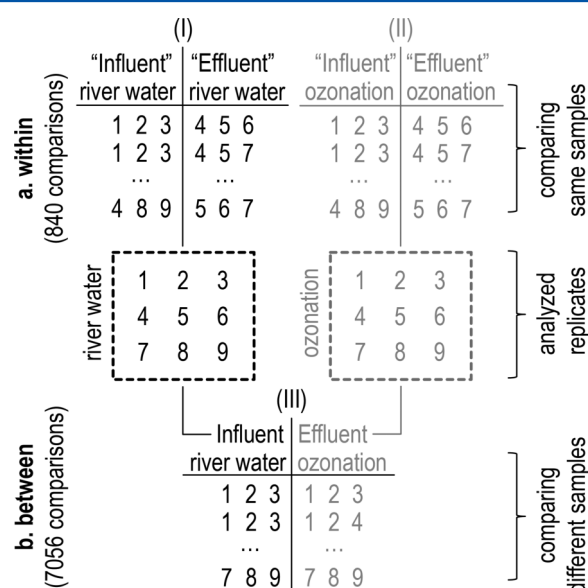 (I)
(II)
"Influent" "Effluent"
river water river water
"Influent" "Effluent"
ozonation ozonation
a. within
(840 comparisons)
1 2 3 4 5 6
1 2 3 4 5 7
... ...
4 8 9 5 6 7
1 2 3 4 5 6
1 2 3 4 5 7
... ...
4 8 9 5 6 7
comparing
same samples
river water
1 2 3
4 5 6
7 8 9
ozonation
1 2 3
4 5 6
7 8 9
analyzed
replicates
(III)
b. between
(7056 comparisons)
Influent Effluent
river water ozonation
1 2 3 1 2 3
1 2 3 1 2 4
... ...
7 8 9 7 8 9
comparing
different samples